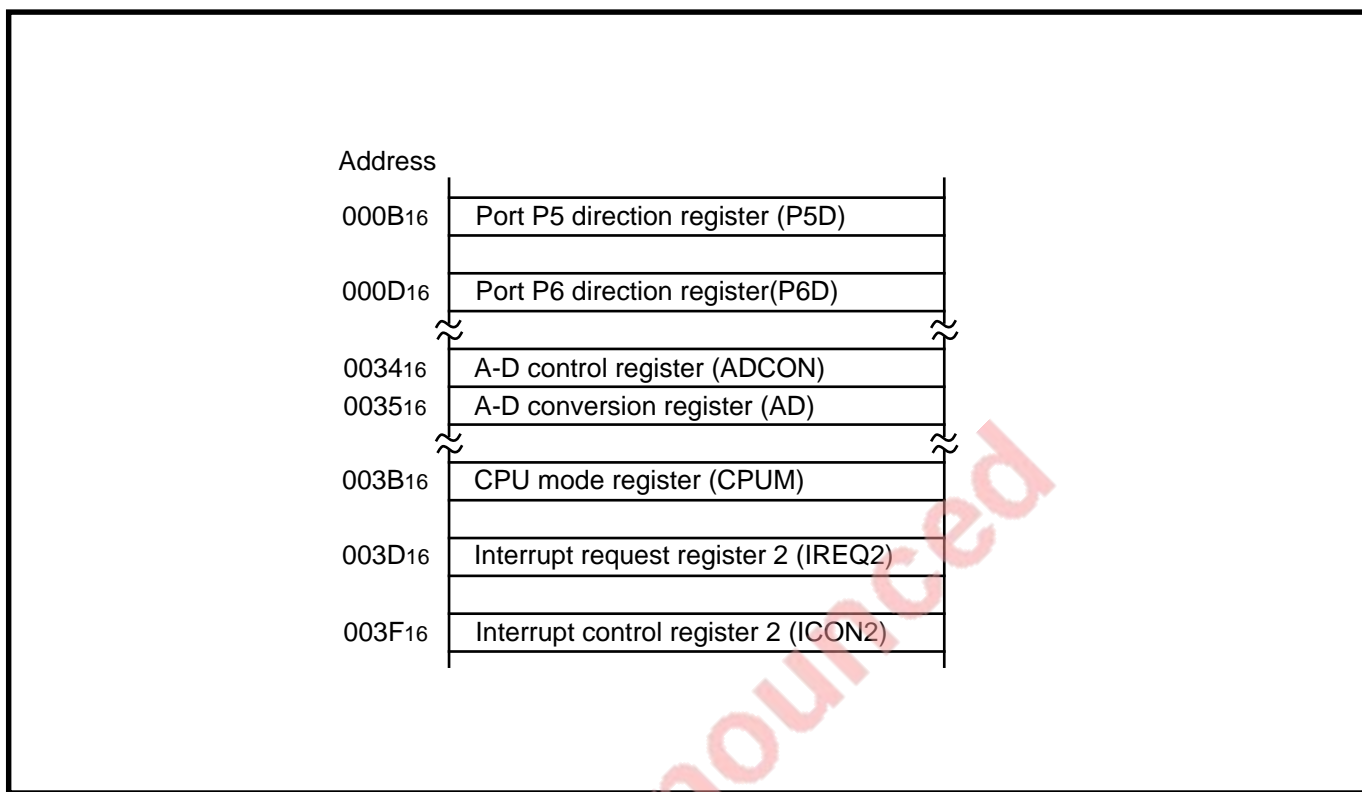 Address
000B16 Port P5 direction register (P5D)
000D16 Port P6 direction register(P6D)
003416 A-D control register (ADCON)
003516 A-D conversion register (AD)
003B16 CPU mode register (CPUM)
003D16 Interrupt request register 2 (IREQ2)
003F16 Interrupt control register 2 (ICON2)